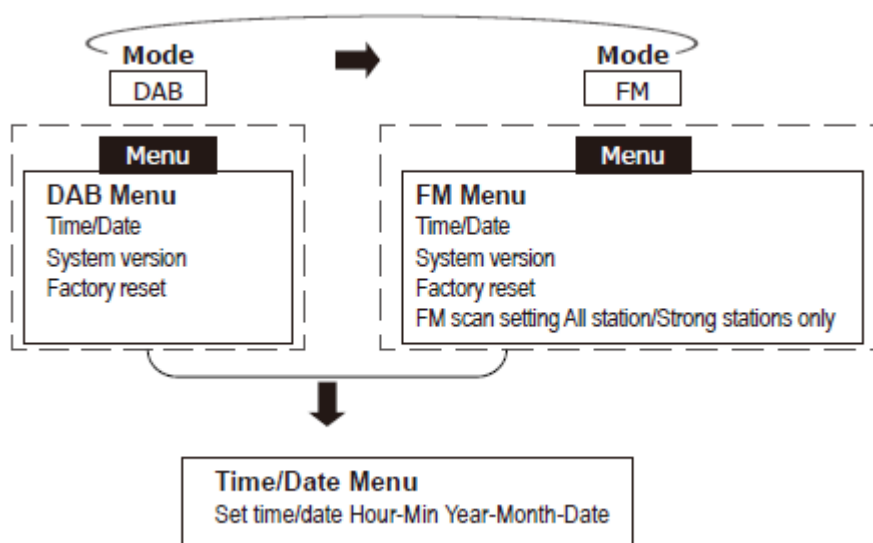 Mode
DAB
Mode
FM
Menu
DAB Menu
Time/Date
System version
Factory reset
Menu
FM Menu
Time/Date
System version
Factory reset
FM scan setting All station/Strong stations only
Time/Date Menu
Set time/date Hour-Min Year-Month-Date